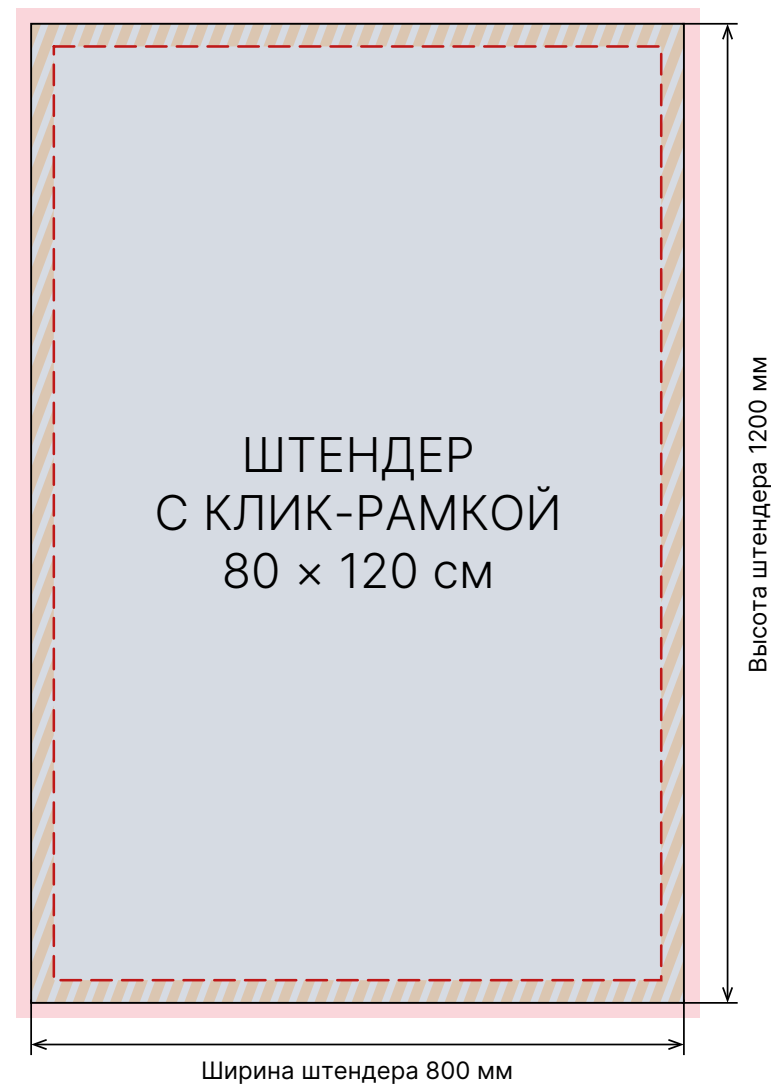 ШТЕНДЕР
С КЛИК-РАМКОЙ
80 × 120 см
Высота штендера 1200 мм
Ширина штендера 800 мм